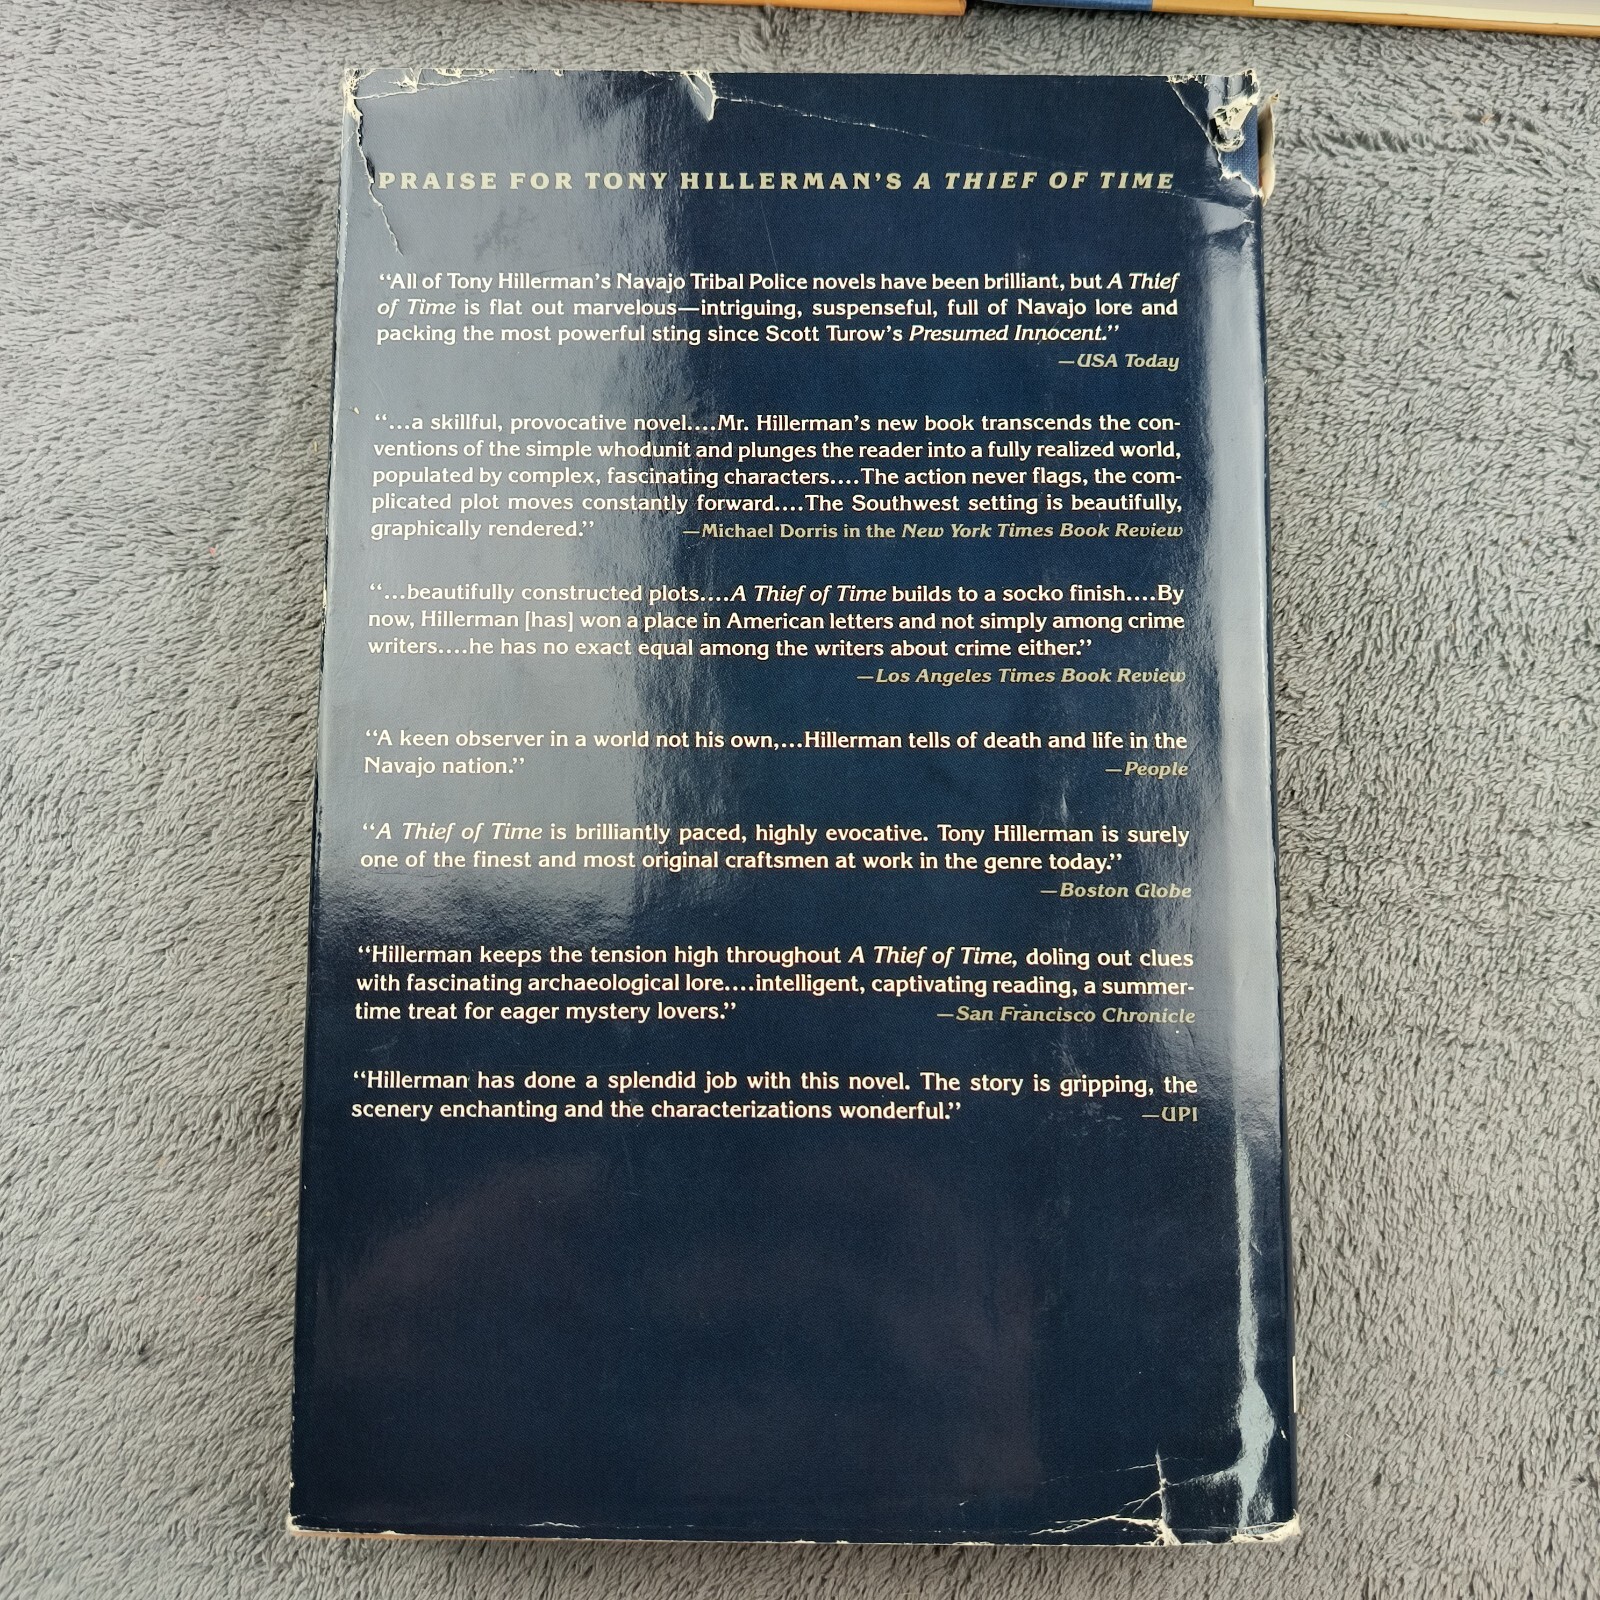 PRAISE FOR TONY HILLERMAN'S A THIEF OF TIME
“All of Tony Hillerman’s Navajo Tribal Police novels have been brilliant, but A Thief
of Time is flat out marvelous—intriguing, suspenseful, full of Navajo lore and
packing the most powerful sting since Scott Turow’s Presumed Innocent.”
—USA Today
“...a skillful, provocative novel....Mr. Hillerman’s new book transcends the con-
ventions of the simple whodunit and plunges the reader into a fully realized world,
populated by complex, fascinating characters....The action never flags, the com-
plicated plot moves constantly forward....The Southwest setting is beautifully,
graphically rendered.” —Michael Dorris in the New York Times Book Review
“...beautifully constructed plots....A Thief of Time builds to a socko finish....By
now, Hillerman [has] won a place in American letters and not simply among crime
writers....he has no exact equal among the writers about crime either.”
—Los Angeles Times Book Review
“A keen observer in a world not his own,...Hillerman tells of death and life in the
Navajo nation.” —People
“A Thief of Time is brilliantly paced, highly evocative. Tony Hillerman is surely
one of the finest and most original craftsmen at work in the genre today.”
—Boston Globe
“Hillerman keeps the tension high throughout A Thief of Time, doling out clues
with fascinating archaeological lore....intelligent, captivating reading, a summer-
time treat for eager mystery lovers.” —San Francisco Chronicle
“Hillerman has done a splendid job with this novel. The story is gripping, the
scenery enchanting and the characterizations wonderful.” —UPI